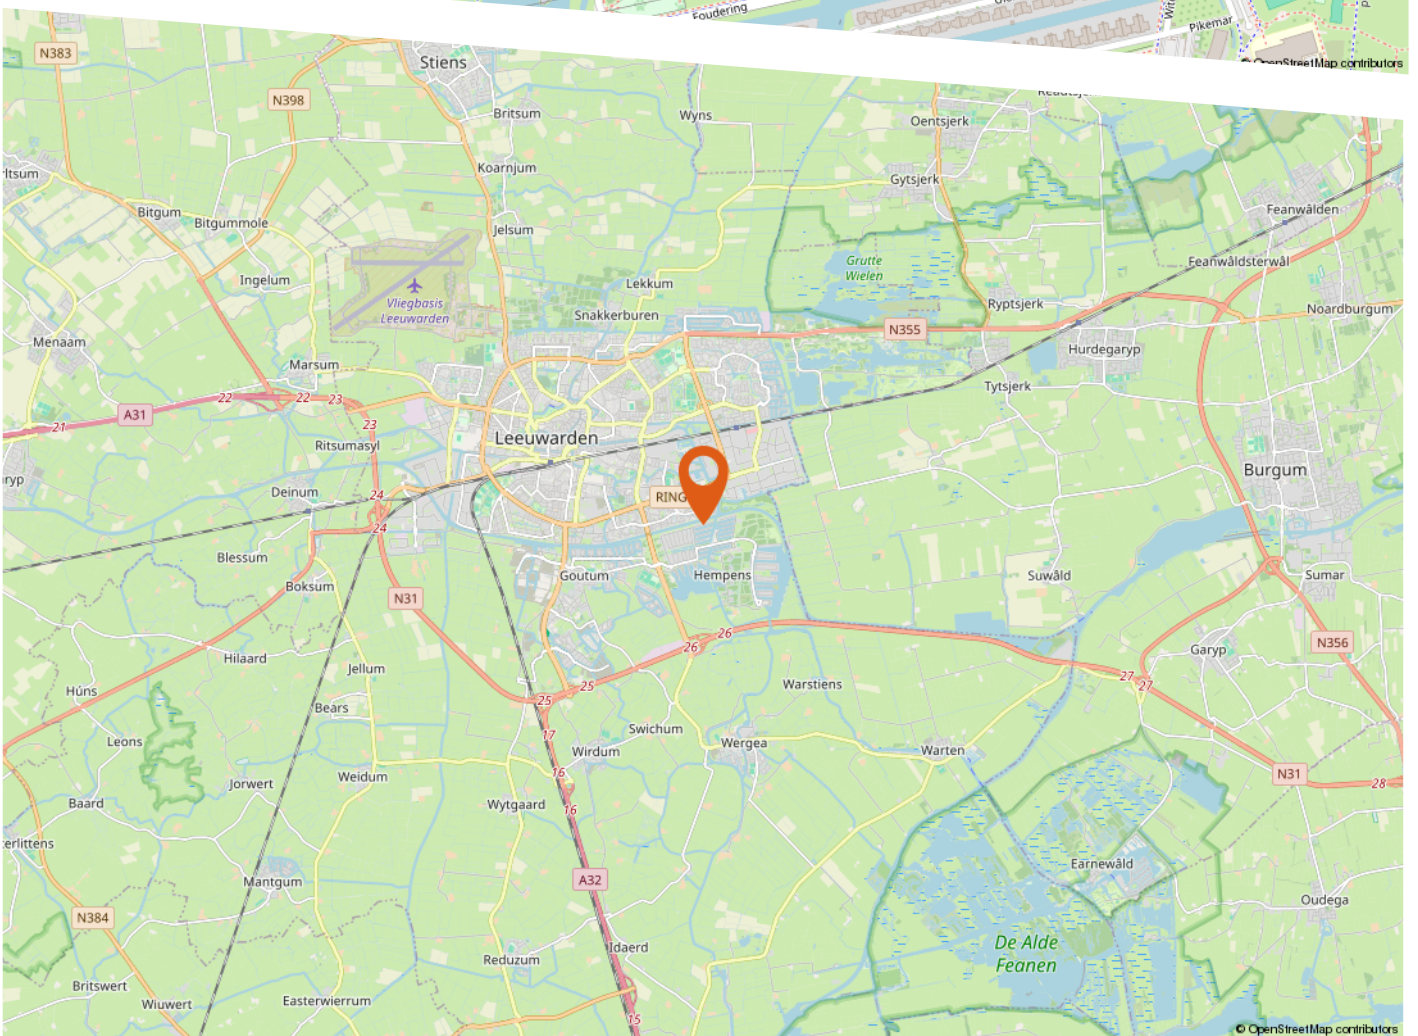 Foudering
Pikemar
© OpenStreetMap contributors
N383
Stiens
N398
Britsum
Wyns
Oentsjerk
Koarnjum
Gytsjerk
Bitgum
Bitgummole
Jelsum
Feanwâlden
Feanwâldsterwâl
Grutte
Wielen
Ingelum
Lekkum
Vliegbasis
Leeuwarden
Snakkerburen
Ryptsjerk
Noardburgum
N355
Menaam
Hurdegaryp
Marsum
Tytsjerk
22
22
23
A31
21
23
Ritsumasyl
Leeuwarden
Burgum
Deinum
24
RING
24
Blessum
Boksum
Goutum
Hempens
Suwâld
Sumar
N31
26
26
N356
Hilaard
Jellum
Garyp
Húns
25
25
Warstiens
27
27
Bears
Leons
17
Swichum
Wergea
Warten
Wirdum
Weidum
16
N31
28
Jorwert
Baard
Wytgaard
16
Earnewâld
Mantgum
A32
Oudega
N384
De Alde
Feanen
Idaerd
Reduzum
Britswert
Wiuwert
Easterwierrum
15
© OpenStreetMap contributors